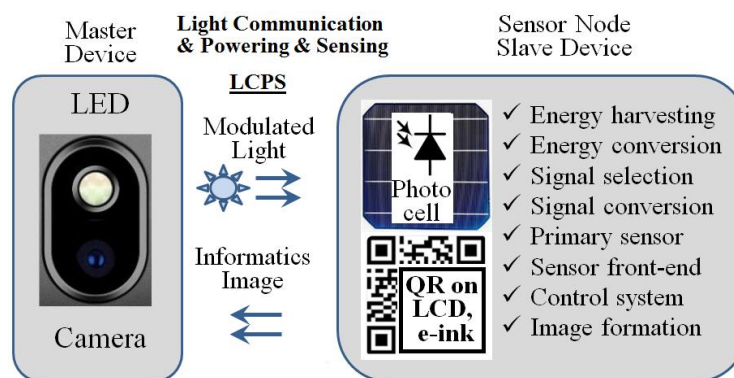 Master
Device
Light Communication
& Powering & Sensing
LCPS
Sensor Node
Slave Device
LED
Camera
Modulated
Light
Informatics
Image
Photo
cell
QR on
LCD,
e-ink
✓ Energy harvesting
✓ Energy conversion
✓ Signal selection
✓ Signal conversion
✓ Primary sensor
✓ Sensor front-end
✓ Control system
✓ Image formation